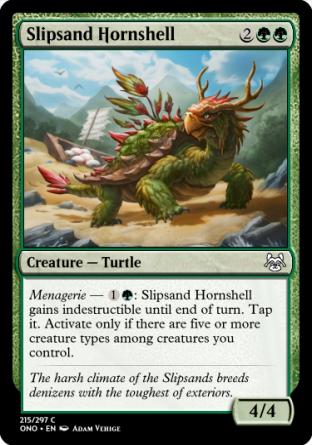 Slipsand Hornshell 2
Creature — Turtle
Menagerie — 1 : Slipsand Hornshell
gains indestructible until end of turn. Tap
it. Activate only if there are five or more
creature types among creatures you
control.
The harsh climate of the Slipsands breeds
denizens with the toughest of exteriors.
4/4
215/297 C
ONO • EN Adam Vehige